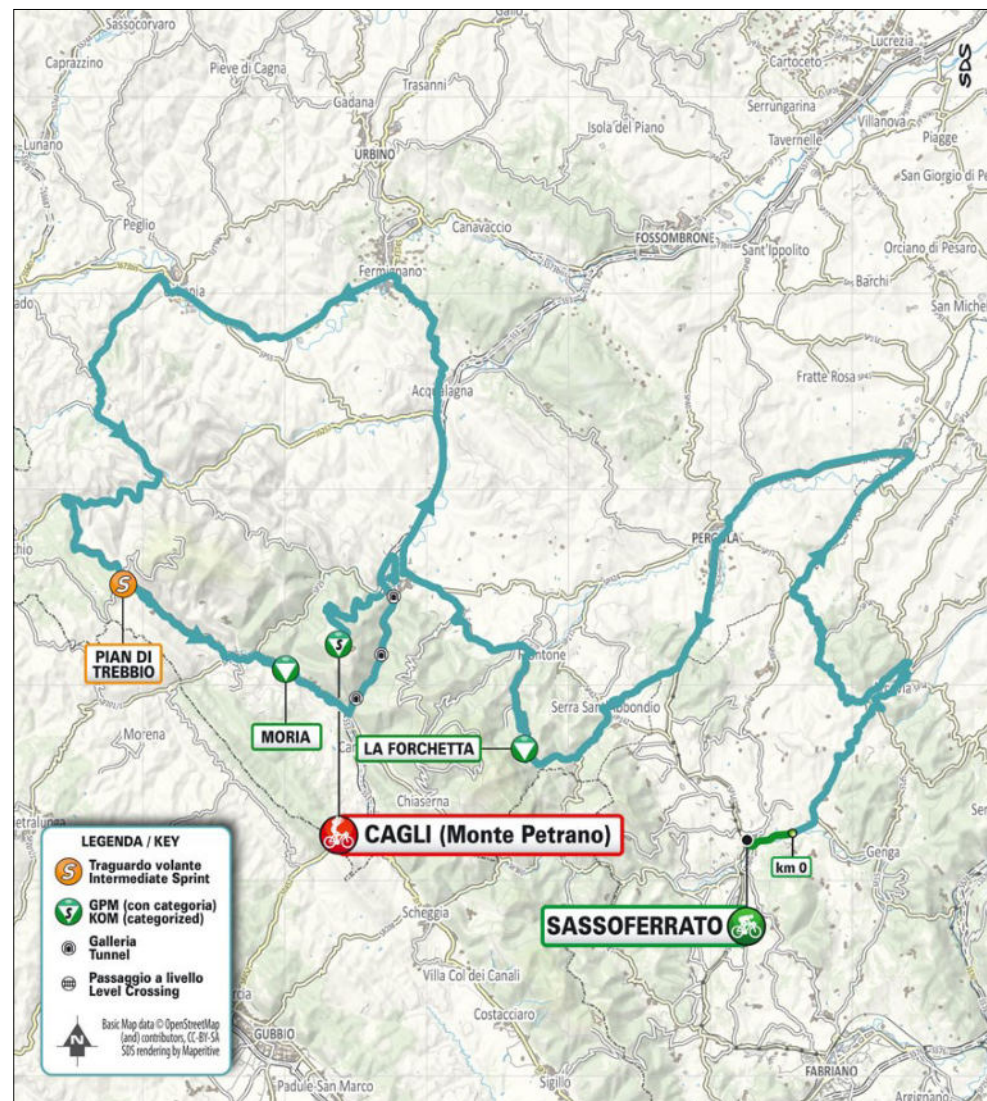 Sassocorvaro
Gallo
SDS
Lucrezia
Caprazzino
Pieve di Cagna
Trasanni
Cartoceto
Serrungarina
Gadana
Isola del Piano
Villanova
Lunano
URBINO
Tavernelle
Piagge
San Giorgio di Pe
Peglio
Canavaccio
FOSSOMBRONE
Sant'Ippolito
Orciano di Pesaro
Fermignano
Barchi
San Michel
Acqualagna
Fratte Rosa
PERGOLA
S
PIAN DI
TREBBIO
S
MORIA
Serra Sant'Abbondio
LA FORCHETTA
Morena
Chiaserna
CAGLI (Monte Petrano)
km 0
Genga
SASSOFERRATO
Scheggia
Villa Col dei Canali
Costacciaro
GUBBIO
Padule-San Marco
Sigillo
FABRIANO
Argignano
LEGENDA / KEY
S
Traguardo volante
Intermediate Sprint
S
GPM (con categoria)
KOM (categorized)
Galleria
Tunnel
Passaggio a livello
Level Crossing
N
Basic Map data © OpenStreetMap
(and) contributors, CC-BY-SA
SDS rendering by Maperitive